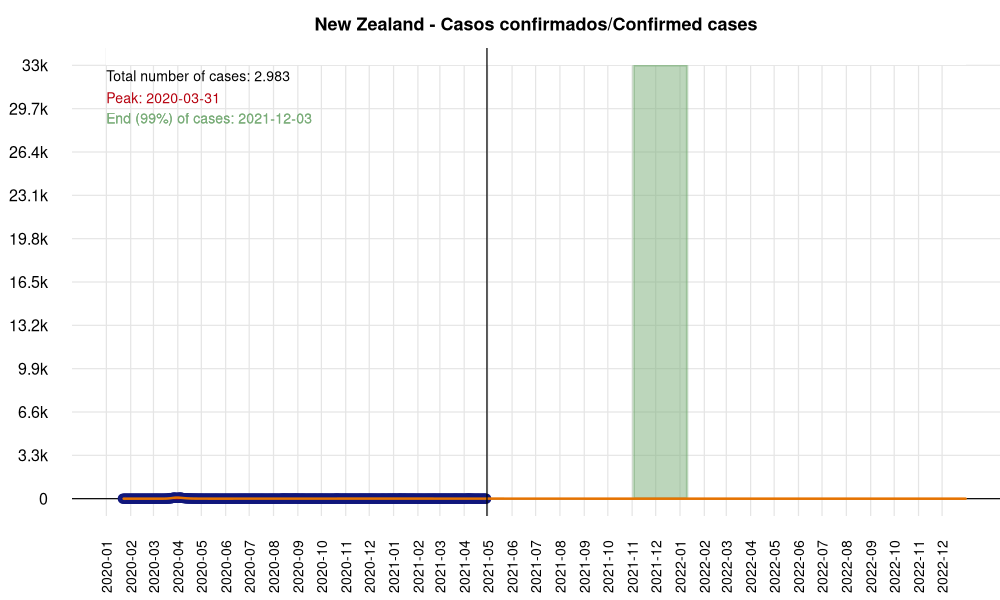 New Zealand - Casos confirmados/Confirmed cases
Total number of cases: 2.983
Peak: 2020-03-31
End (99%) of cases: 2021-12-03
33k
29.7k
26.4k
23.1k
19.8k
16.5k
13.2k
9.9k
6.6k
3.3k
0
2020-01
2020-02
2020-03
2020-04
2020-05
2020-06
2020-07
2020-08
2020-09
2020-10
2020-11
2020-12
2021-01
2021-02
2021-03
2021-04
2021-05
2021-06
2021-07
2021-08
2021-09
2021-10
2021-11
2021-12
2022-01
2022-02
2022-03
2022-04
2022-05
2022-06
2022-07
2022-08
2022-09
2022-10
2022-11
2022-12